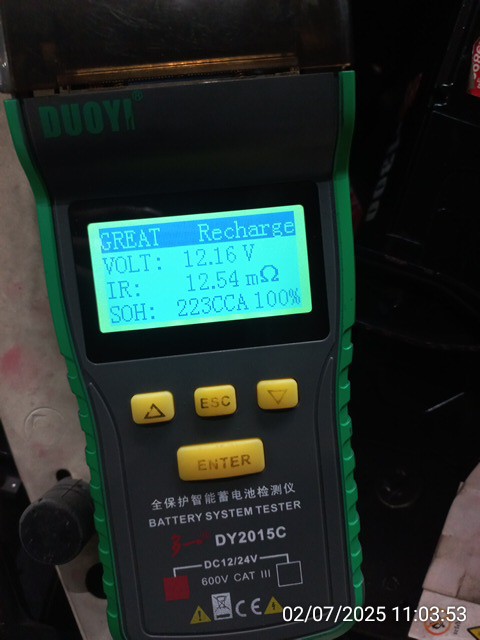 DUOYI®
GREAT Recharge
VOLT: 12.16 V
IR: 12.54 mΩ
SOH: 223CCA 100%
ESC
ENTER
全保护智能蓄电池检测仪
BATTERY SYSTEM TESTER
DY2015C
DC12/24V
600V CAT III
CE
02/07/2025 11:03:53